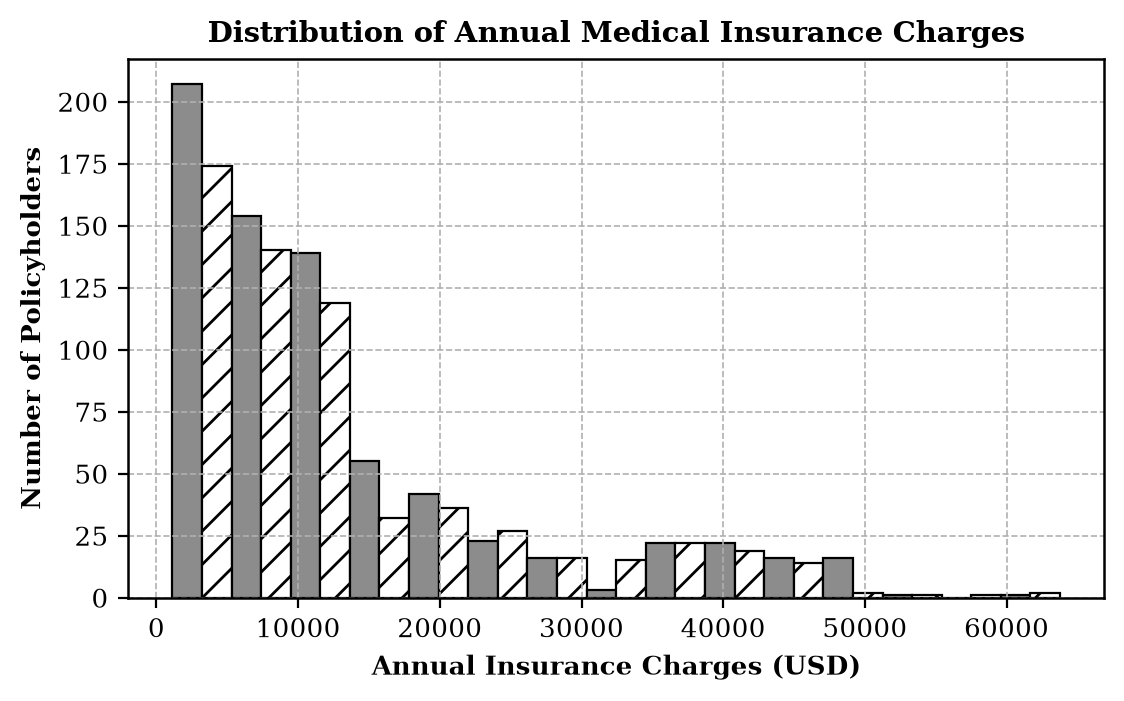 Distribution of Annual Medical Insurance Charges
Number of Policyholders
200
175
150
125
100
75
50
25
0
0 10000 20000 30000 40000 50000 60000
Annual Insurance Charges (USD)